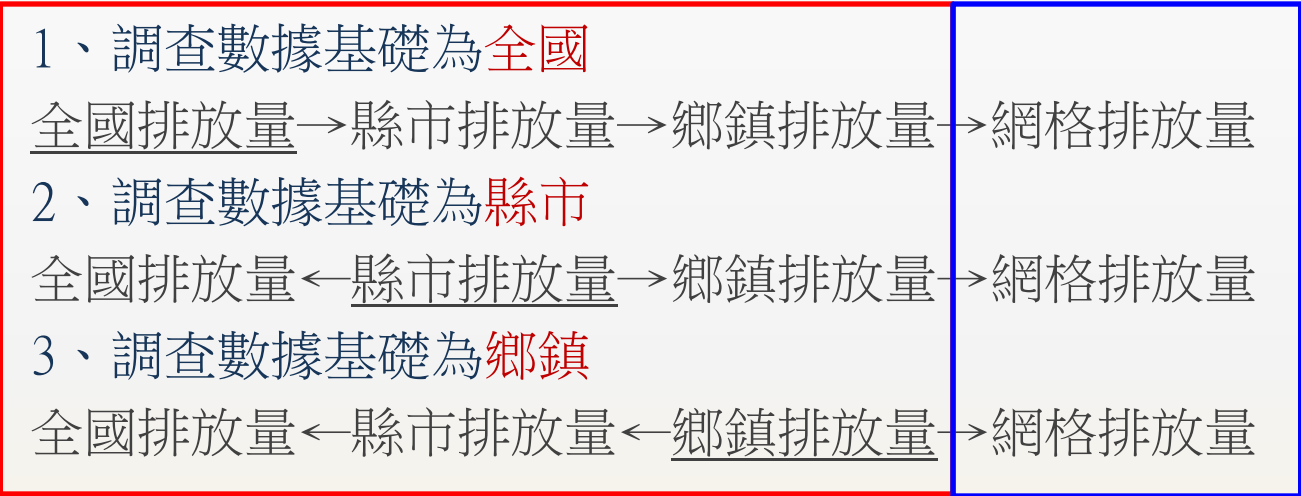 1、調查數據基礎為全國
全國排放量→縣市排放量→鄉鎮排放量→網格排放量
2、調查數據基礎為縣市
全國排放量←縣市排放量→鄉鎮排放量→網格排放量
3、調查數據基礎為鄉鎮
全國排放量←縣市排放量←鄉鎮排放量→網格排放量